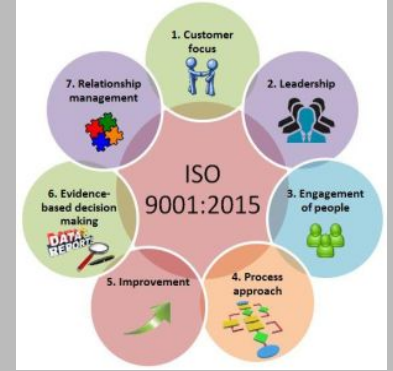 1. Customer
focus
2. Leadership
3. Engagement
of people
4. Process
approach
5. Improvement
6. Evidence-
based decision
making
DATA
REPORTS
7. Relationship
management
ISO
9001:2015